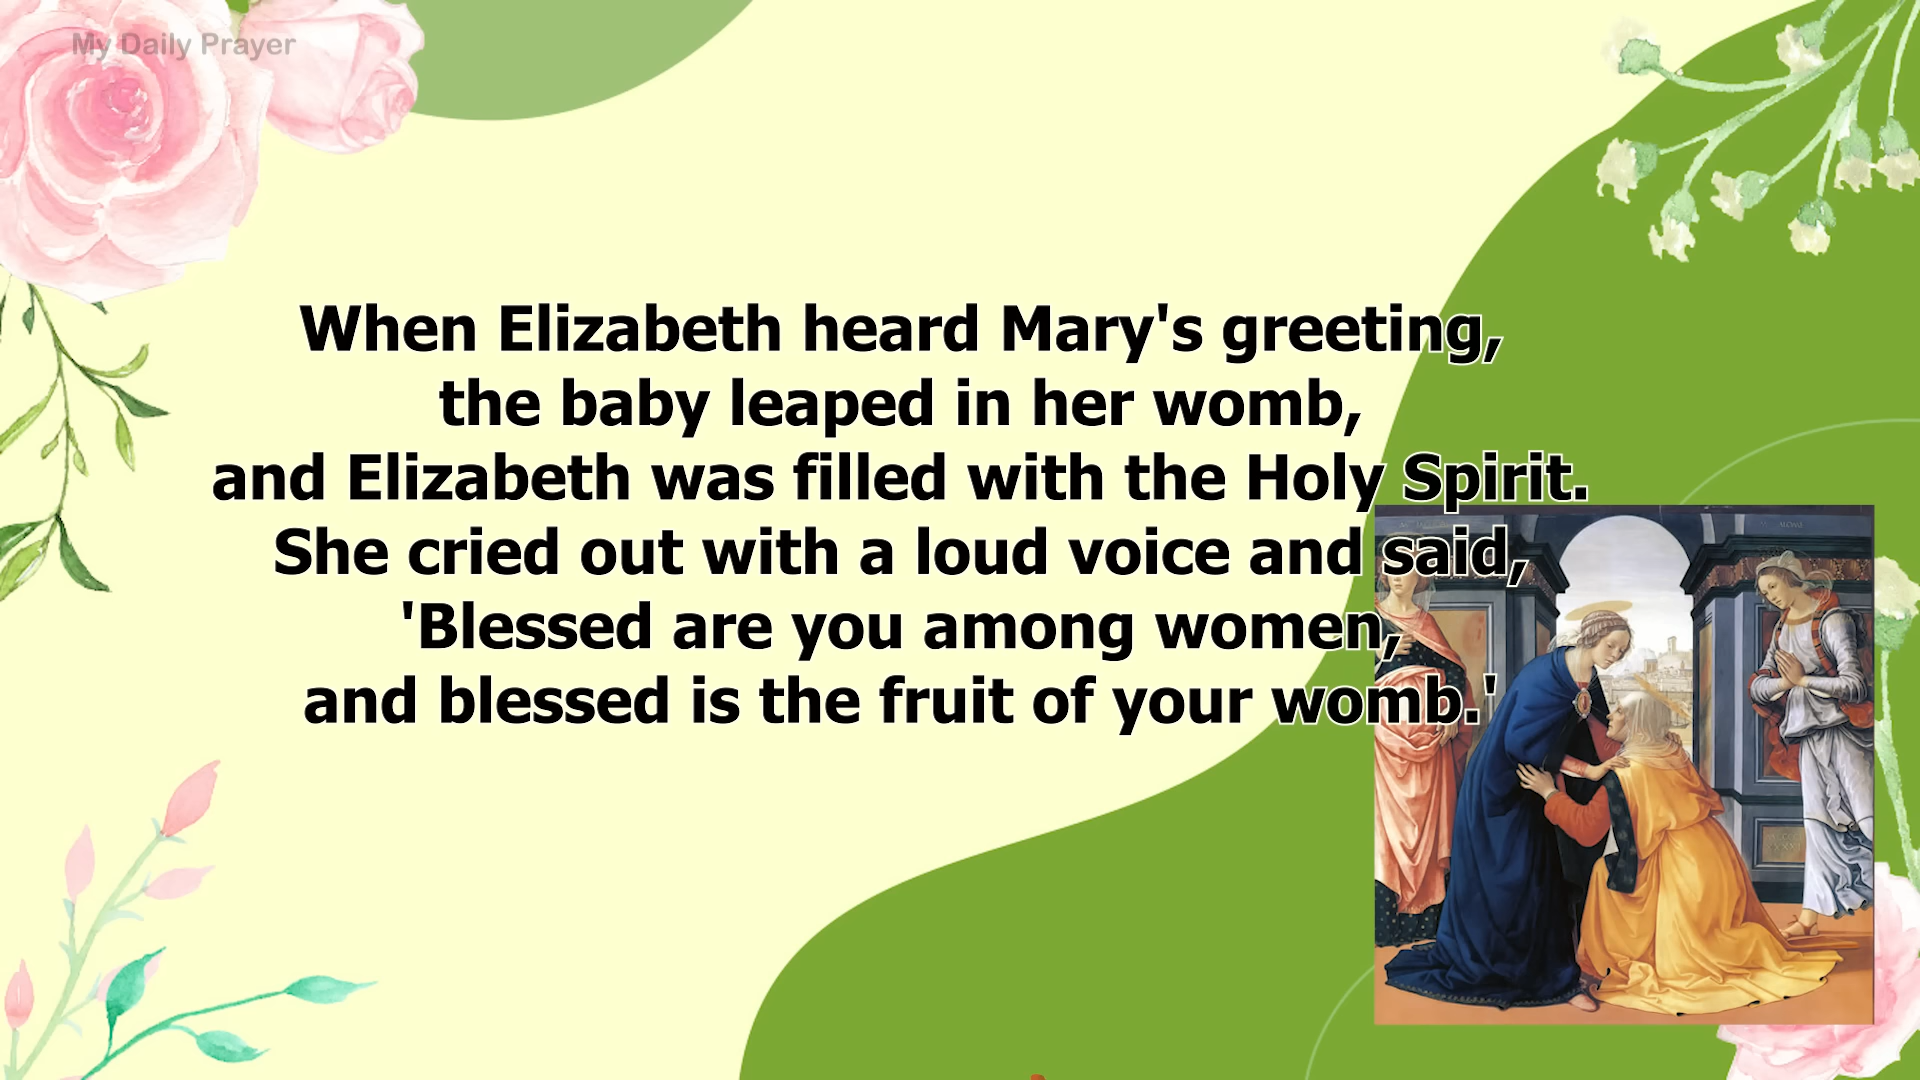 My Daily Prayer
When Elizabeth heard Mary's greeting,
the baby leaped in her womb,
and Elizabeth was filled with the Holy Spirit.
She cried out with a loud voice and said,
'Blessed are you among women,
and blessed is the fruit of your womb.'